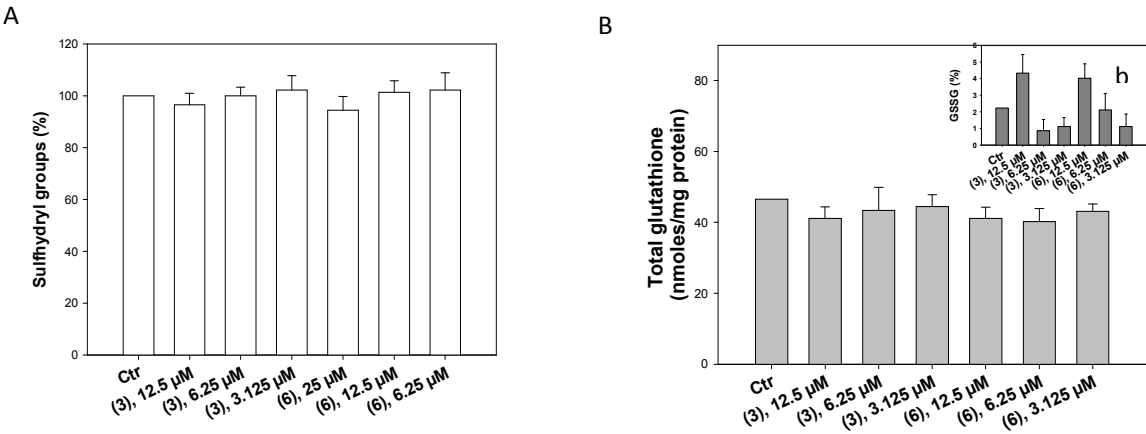 A
120
100
80
60
40
20
0
Sulfhydryl groups (%)
Ctr
(3), 12.5 µM
(3), 6.25 µM
(3), 3.125 µM
(6), 25 µM
(6), 12.5 µM
(6), 6.25 µM
B
80
60
40
20
0
Total glutathione
(nmoles/mg protein)
Ctr
(3), 12.5 µM
(3), 6.25 µM
(3), 3.125 µM
(6), 12.5 µM
(6), 6.25 µM
(6), 3.125 µM
b
6
5
4
3
2
1
0
GSSG (%)
Ctr
(3), 12.5 µM
(3), 6.25 µM
(3), 3.125 µM
(6), 12.5 µM
(6), 6.25 µM
(6), 3.125 µM